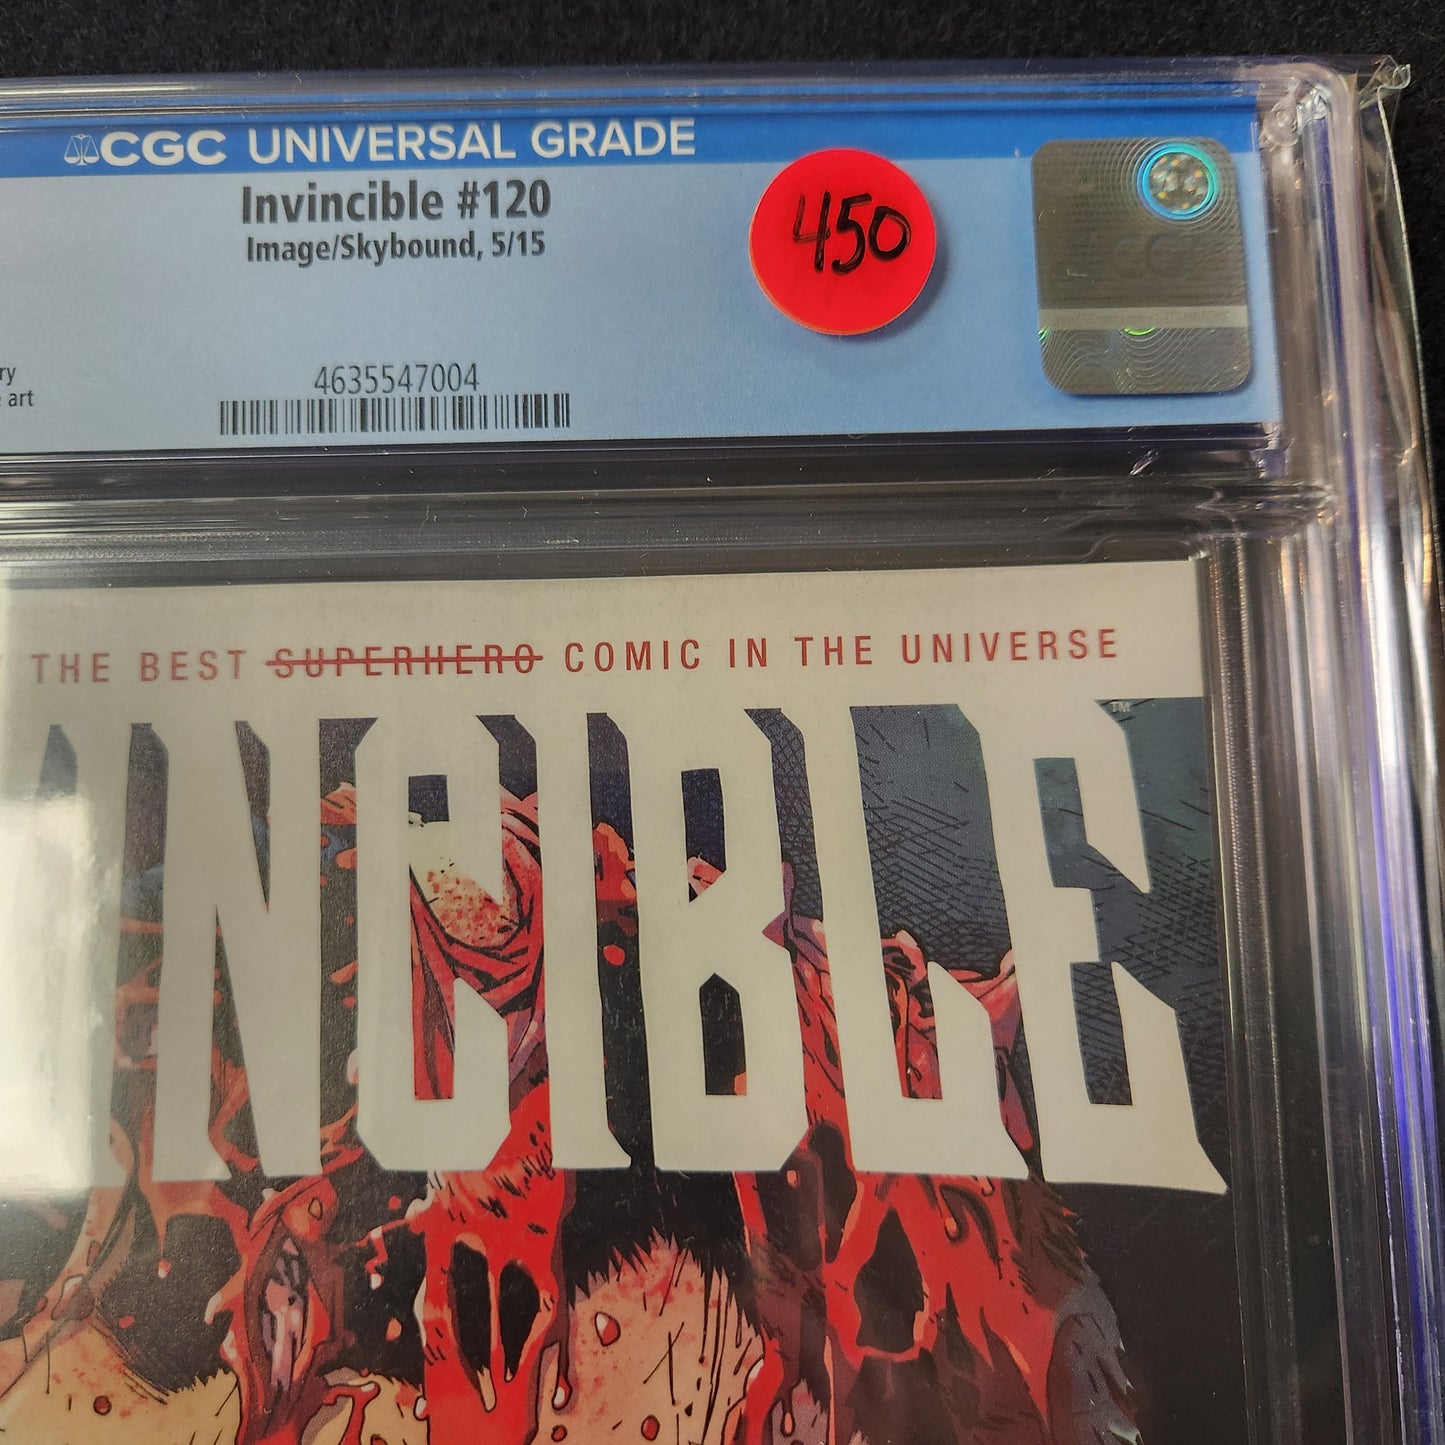 CGC UNIVERSAL GRADE
Invincible #120
Image/Skybound, 5/15
450
ry
art
4635547004
THE BEST SUPERHERO COMIC IN THE UNIVERSE
NCIBLE
TM